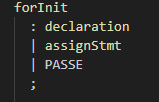 forInit
: declaration
| assignStmt
| PASSE
;